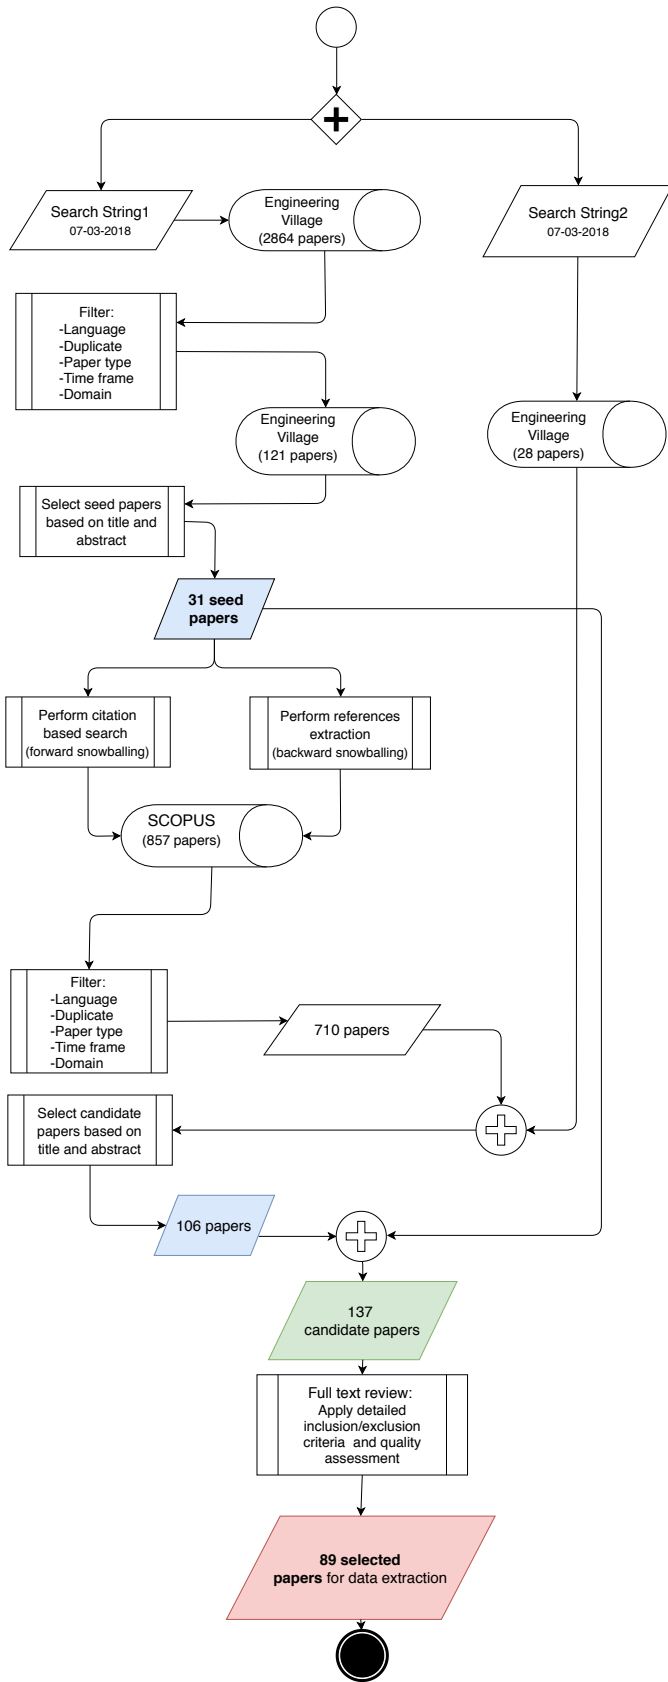 Search String1
07-03-2018
Engineering
Village
(2864 papers)
Search String2
07-03-2018
Filter:
-Language
-Duplicate
-Paper type
-Time frame
-Domain
Engineering
Village
(121 papers)
Engineering
Village
(28 papers)
Select seed papers
based on title and
abstract
31 seed
papers
Perform citation
based search
(forward snowballing)
Perform references
extraction
(backward snowballing)
SCOPUS
(857 papers)
Filter:
-Language
-Duplicate
-Paper type
-Time frame
-Domain
710 papers
Select candidate
papers based on
title and abstract
106 papers
137
candidate papers
Full text review:
Apply detailed
inclusion/exclusion
criteria and quality
assessment
89 selected
papers for data extraction